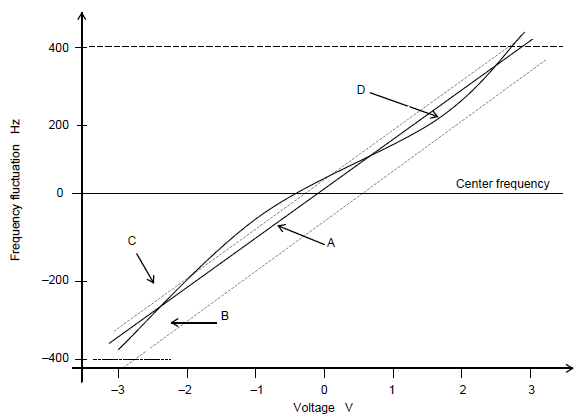 Frequency fluctuation Hz
400
200
0
–200
–400
D
Center frequency
C
A
B
–3
–2
–1
0
1
2
3
Voltage V